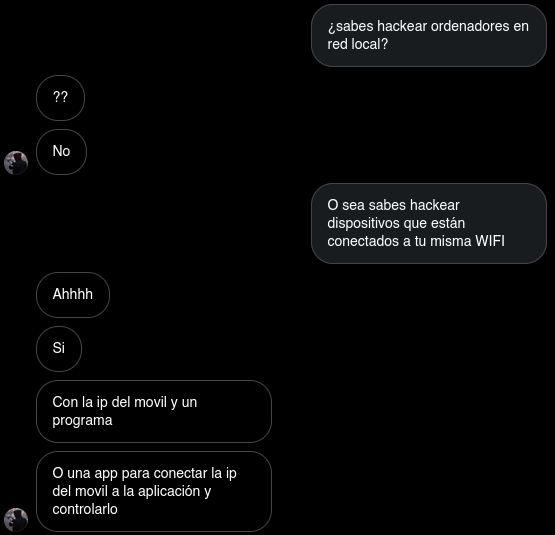 ¿sabes hackear ordenadores en
red local?
??
No
O sea sabes hackear
dispositivos que están
conectados a tu misma WIFI
Ahhhh
Si
Con la ip del movil y un
programa
O una app para conectar la ip
del movil a la aplicación y
controlarlo